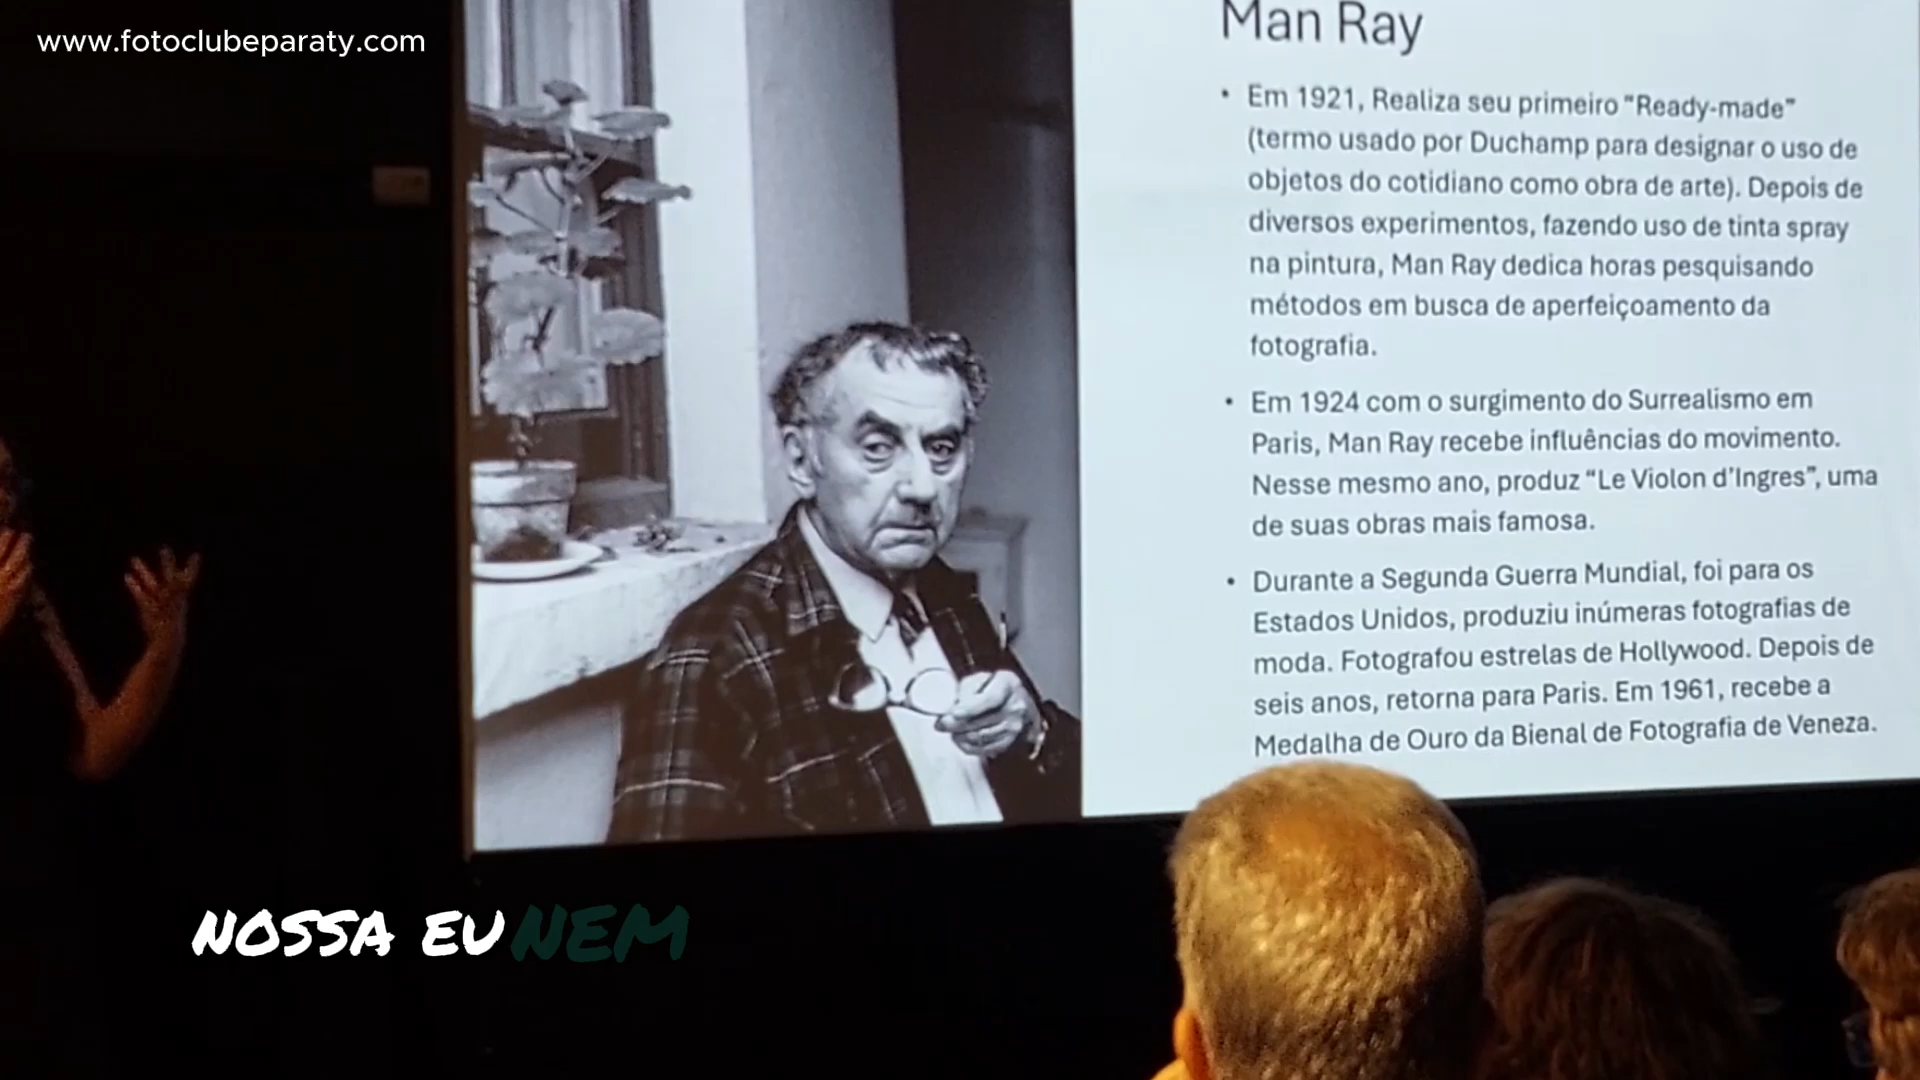 www.fotoclubeparaty.com
Man Ray
• Em 1921, Realiza seu primeiro “Ready-made”
(termo usado por Duchamp para designar o uso de
objetos do cotidiano como obra de arte). Depois de
diversos experimentos, fazendo uso de tinta spray
na pintura, Man Ray dedica horas pesquisando
métodos em busca de aperfeiçoamento da
fotografia.
• Em 1924 com o surgimento do Surrealismo em
Paris, Man Ray recebe influências do movimento.
Nesse mesmo ano, produz “Le Violon d’Ingres”, uma
de suas obras mais famosa.
• Durante a Segunda Guerra Mundial, foi para os
Estados Unidos, produziu inúmeras fotografias de
moda. Fotografou estrelas de Hollywood. Depois de
seis anos, retorna para Paris. Em 1961, recebe a
Medalha de Ouro da Bienal de Fotografia de Veneza.
NOSSA EU NEM